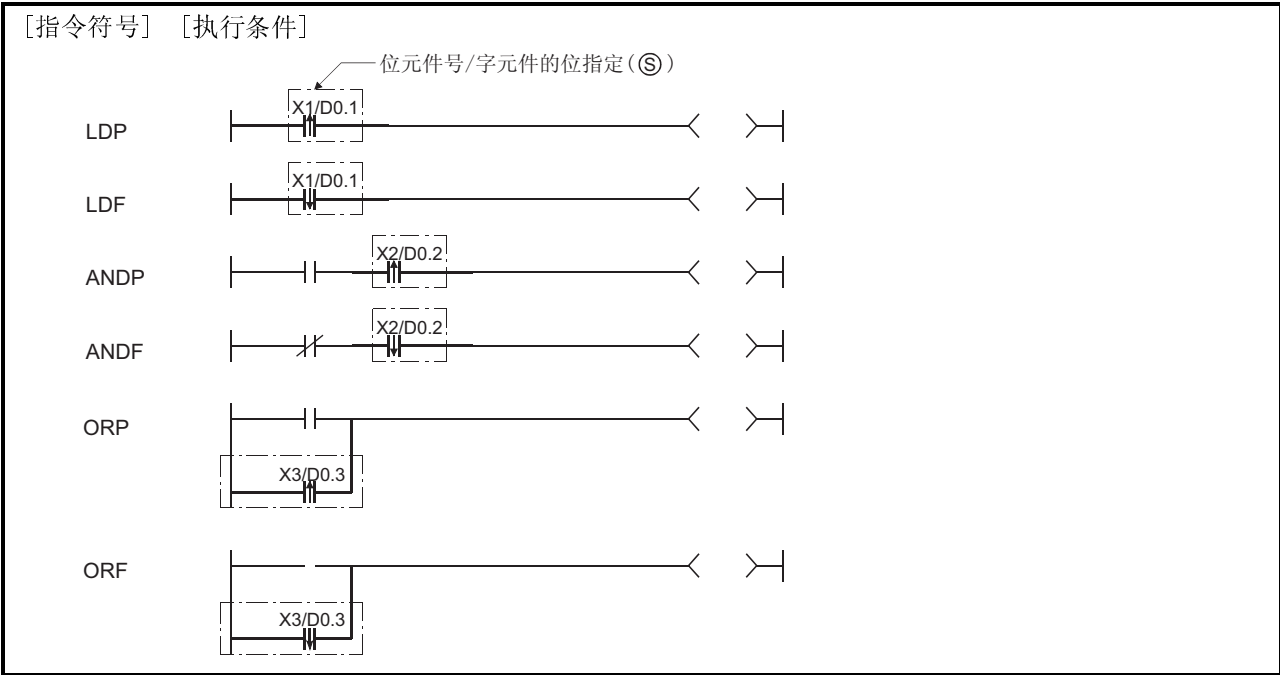 [指令符号] [执行条件]
位元件号/字元件的位指定(Ⓢ)
X1/D0.1
LDP
X1/D0.1
LDF
X2/D0.2
ANDP
X2/D0.2
ANDF
ORP
X3/D0.3
ORF
X3/D0.3